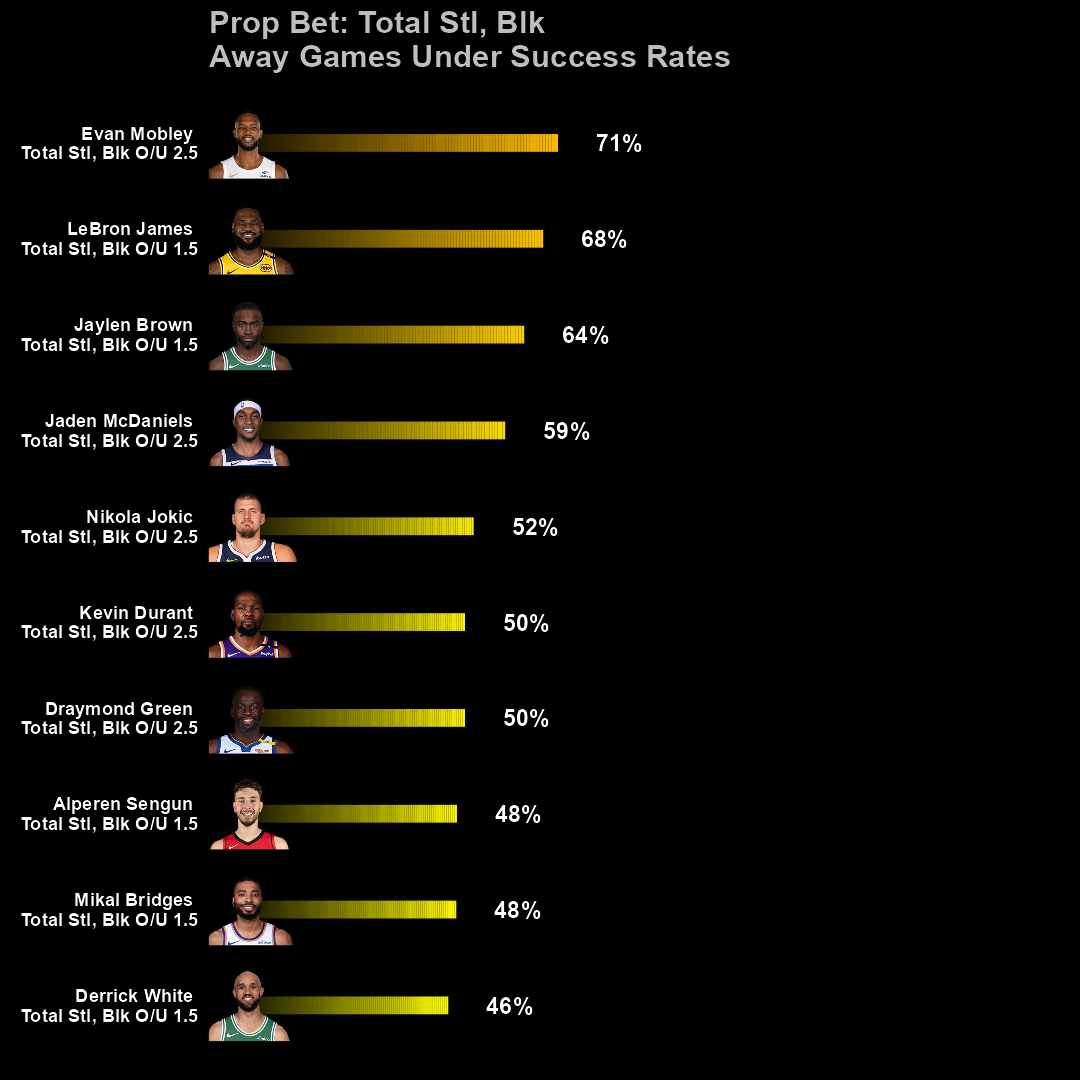 Prop Bet: Total Stl, Blk
Away Games Under Success Rates
Evan Mobley
Total Stl, Blk O/U 2.5
71%
LeBron James
Total Stl, Blk O/U 1.5
68%
Jaylen Brown
Total Stl, Blk O/U 1.5
64%
Jaden McDaniels
Total Stl, Blk O/U 2.5
59%
Nikola Jokic
Total Stl, Blk O/U 2.5
52%
Kevin Durant
Total Stl, Blk O/U 2.5
50%
Draymond Green
Total Stl, Blk O/U 2.5
50%
Alperen Sengun
Total Stl, Blk O/U 1.5
48%
Mikal Bridges
Total Stl, Blk O/U 1.5
48%
Derrick White
Total Stl, Blk O/U 1.5
46%